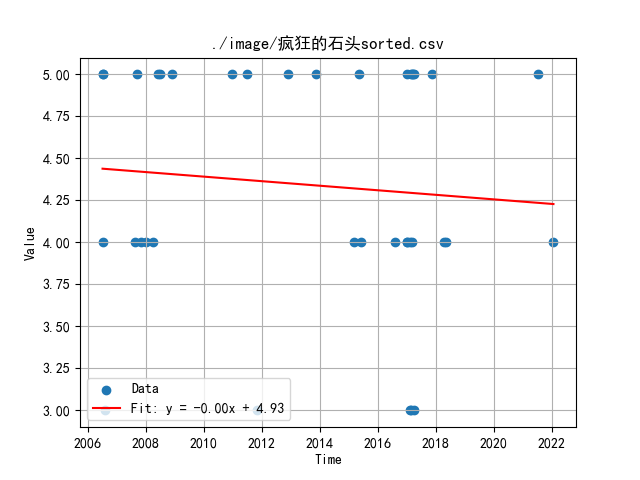 ./image/疯狂的石头sorted.csv
5.00
4.75
4.50
4.25
4.00
3.75
3.50
3.25
3.00
Value
Data
Fit: y = -0.00x + 4.93
2006 2008 2010 2012 2014 2016 2018 2020 2022
Time